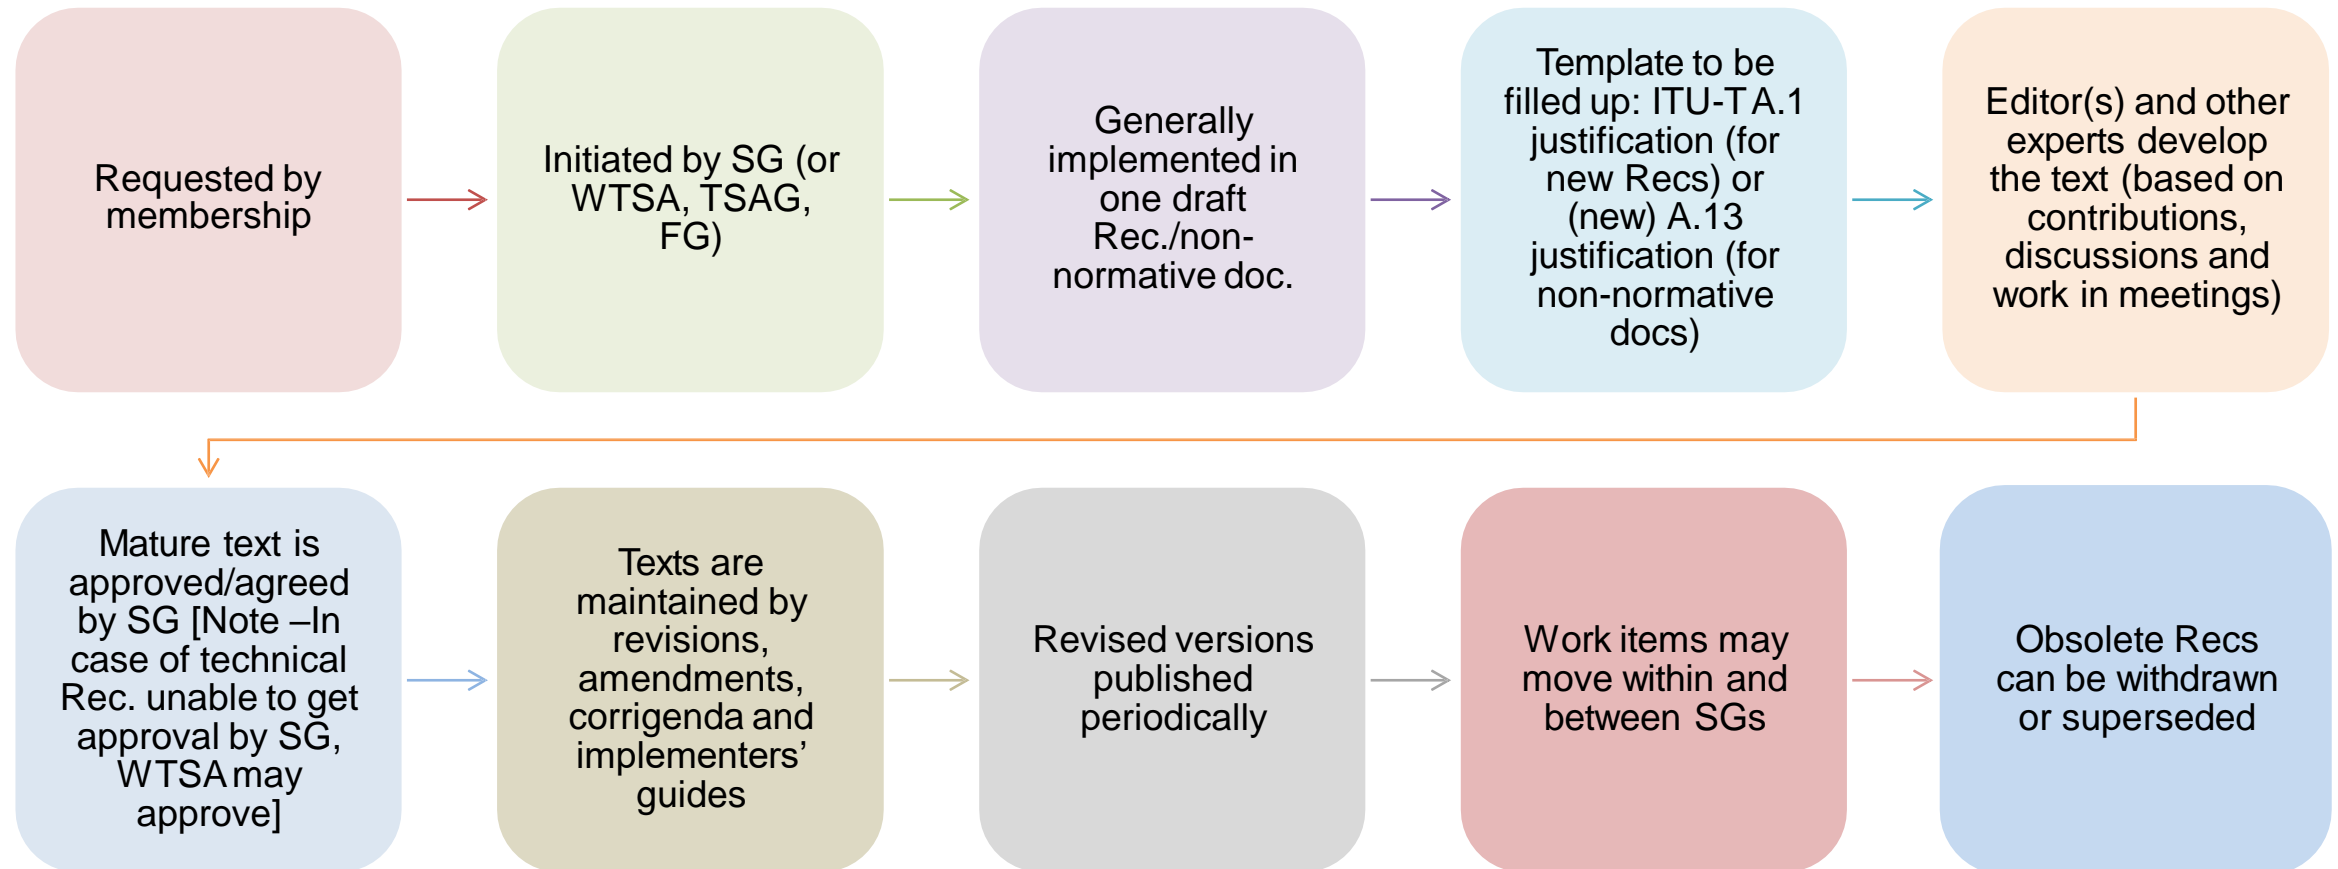 Requested by
membership
Initiated by SG (or
WTSA, TSAG,
FG)
Generally
implemented in
one draft
Rec./non-
normative doc.
Template to be
filled up: ITU-T A.1
justification (for
new Recs) or
(new) A.13
justification (for
non-normative
docs)
Editor(s) and other
experts develop
the text (based on
contributions,
discussions and
work in meetings)
Mature text is
approved/agreed
by SG [Note –In
case of technical
Rec. unable to get
approval by SG,
WTSA may
approve]
Texts are
maintained by
revisions,
amendments,
corrigenda and
implementers’
guides
Revised versions
published
periodically
Work items may
move within and
between SGs
Obsolete Recs
can be withdrawn
or superseded